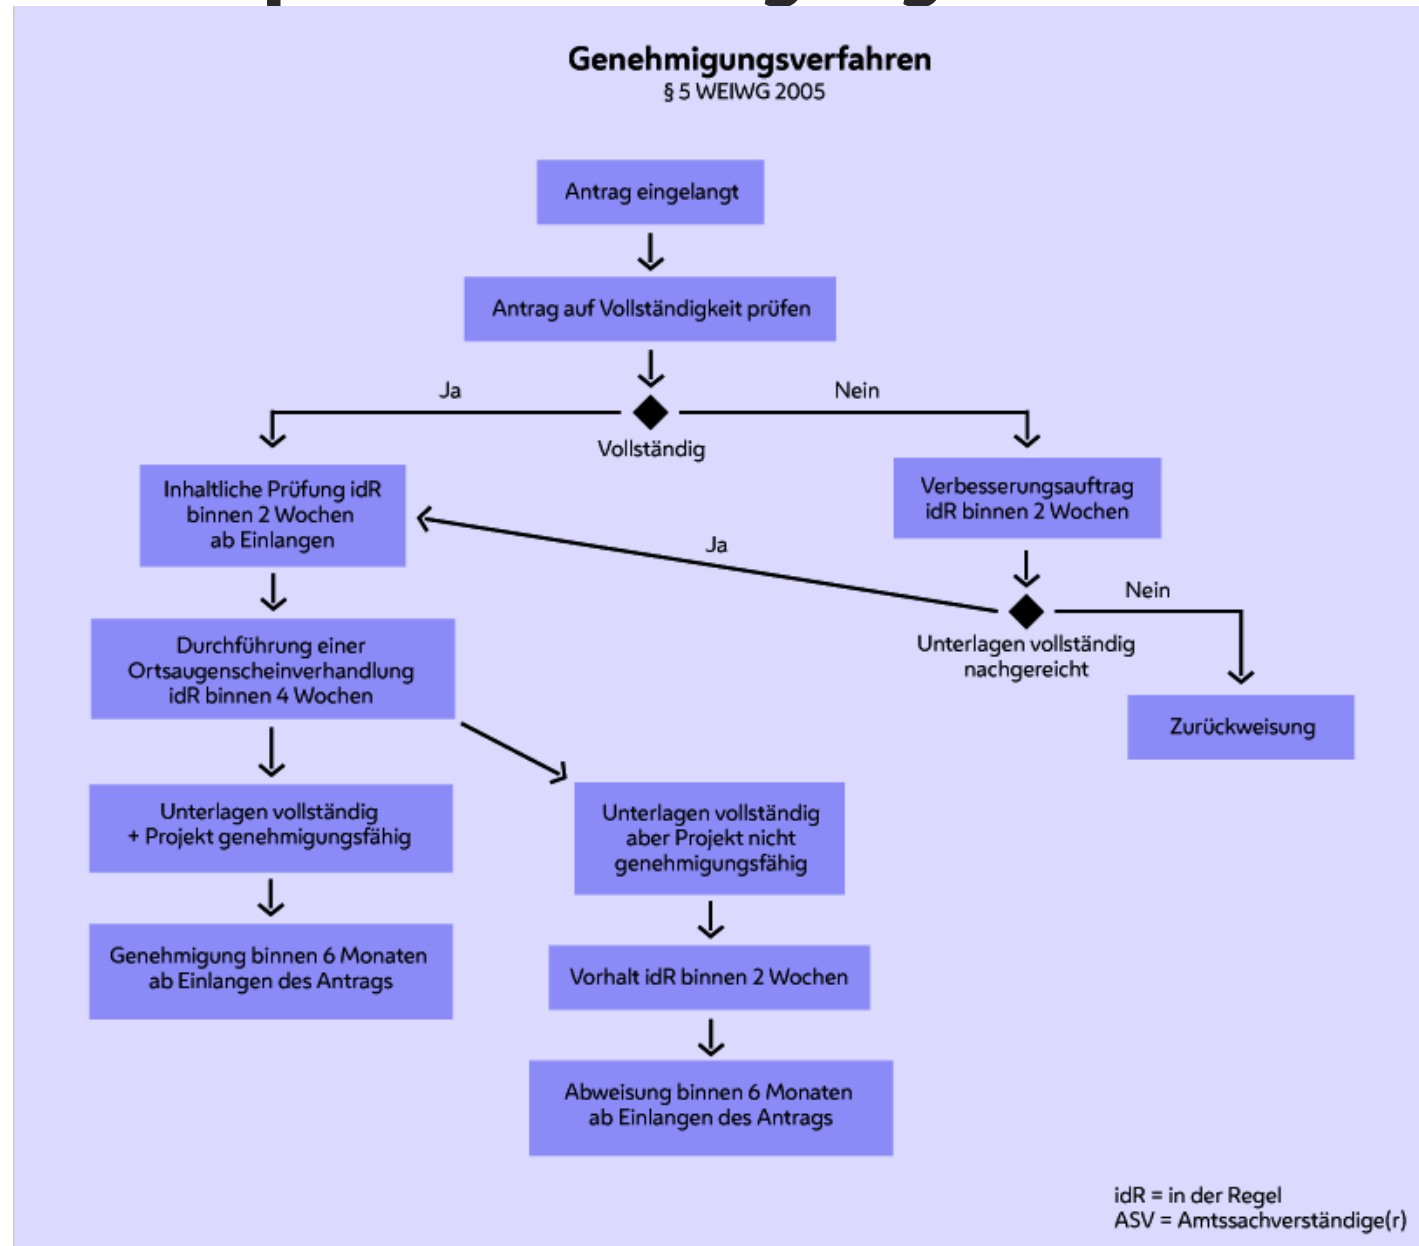 Genehmigungsverfahren
§ 5 WEIWG 2005
Antrag eingelangt
Antrag auf Vollständigkeit prüfen
Ja
Nein
Vollständig
Inhaltliche Prüfung idR
binnen 2 Wochen
ab Einlangen
Verbesserungsauftrag
idR binnen 2 Wochen
Ja
Nein
Unterlagen vollständig
nachgereicht
Durchführung einer
Ortsaugenscheinverhandlung
idR binnen 4 Wochen
Zurückweisung
Unterlagen vollständig
+ Projekt genehmigungsfähig
Unterlagen vollständig
aber Projekt nicht
genehmigungsfähig
Genehmigung binnen 6 Monaten
ab Einlangen des Antrags
Vorhalt idR binnen 2 Wochen
Abweisung binnen 6 Monaten
ab Einlangen des Antrags
idR = in der Regel
ASV = Amtssachverständige(r)